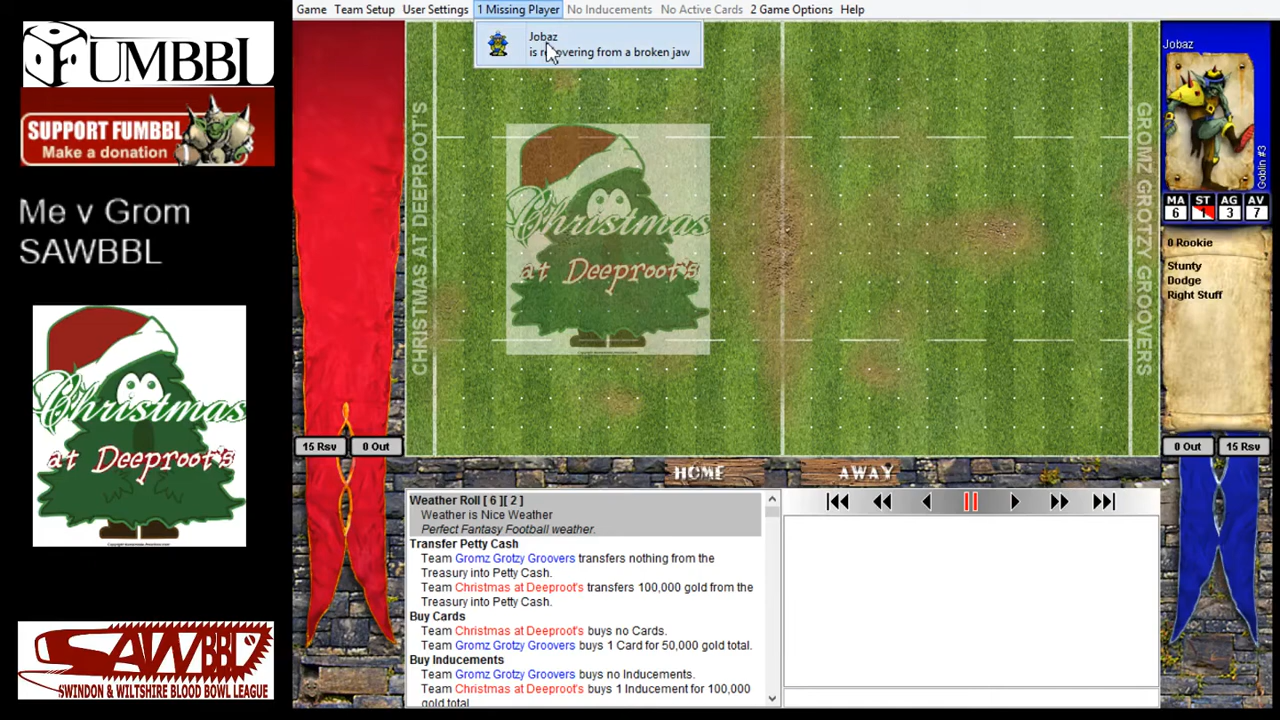 Game Team Setup User Settings 1 Missing Player No Inducements No Active Cards 2 Game Options Help
Jobaz
is recovering from a broken jaw
FUMBBL
SUPPORT FUMBBL
Make a donation
Me v Grom
SAWBBL
Christmas
at Deeproot's
SAWBBL
SWINDON & WILTSHIRE BLOOD BOWL LEAGUE
CHRISTMAS AT DEEPROOT'S
Christmas
at Deeproot's
GROMZ GROTZY GROOVERS
15 Rsv 0 Out
HOME AWAY
Weather Roll [ 6 ][ 2 ]
Weather is Nice Weather
Perfect Fantasy Football weather.
Transfer Petty Cash
Team Gromz Grotzy Groovers transfers nothing from the
Treasury into Petty Cash.
Team Christmas at Deeproot's transfers 100,000 gold from the
Treasury into Petty Cash.
Buy Cards
Team Christmas at Deeproot's buys no Cards.
Team Gromz Grotzy Groovers buys 1 Card for 50,000 gold total.
Buy Inducements
Team Gromz Grotzy Groovers buys no Inducements.
Team Christmas at Deeproot's buys 1 Inducement for 100,000
gold total.
Jobaz
Goblin #3
MA ST AG AV
6 1 3 7
0 Rookie
Stunty
Dodge
Right Stuff
0 Out 15 Rsv